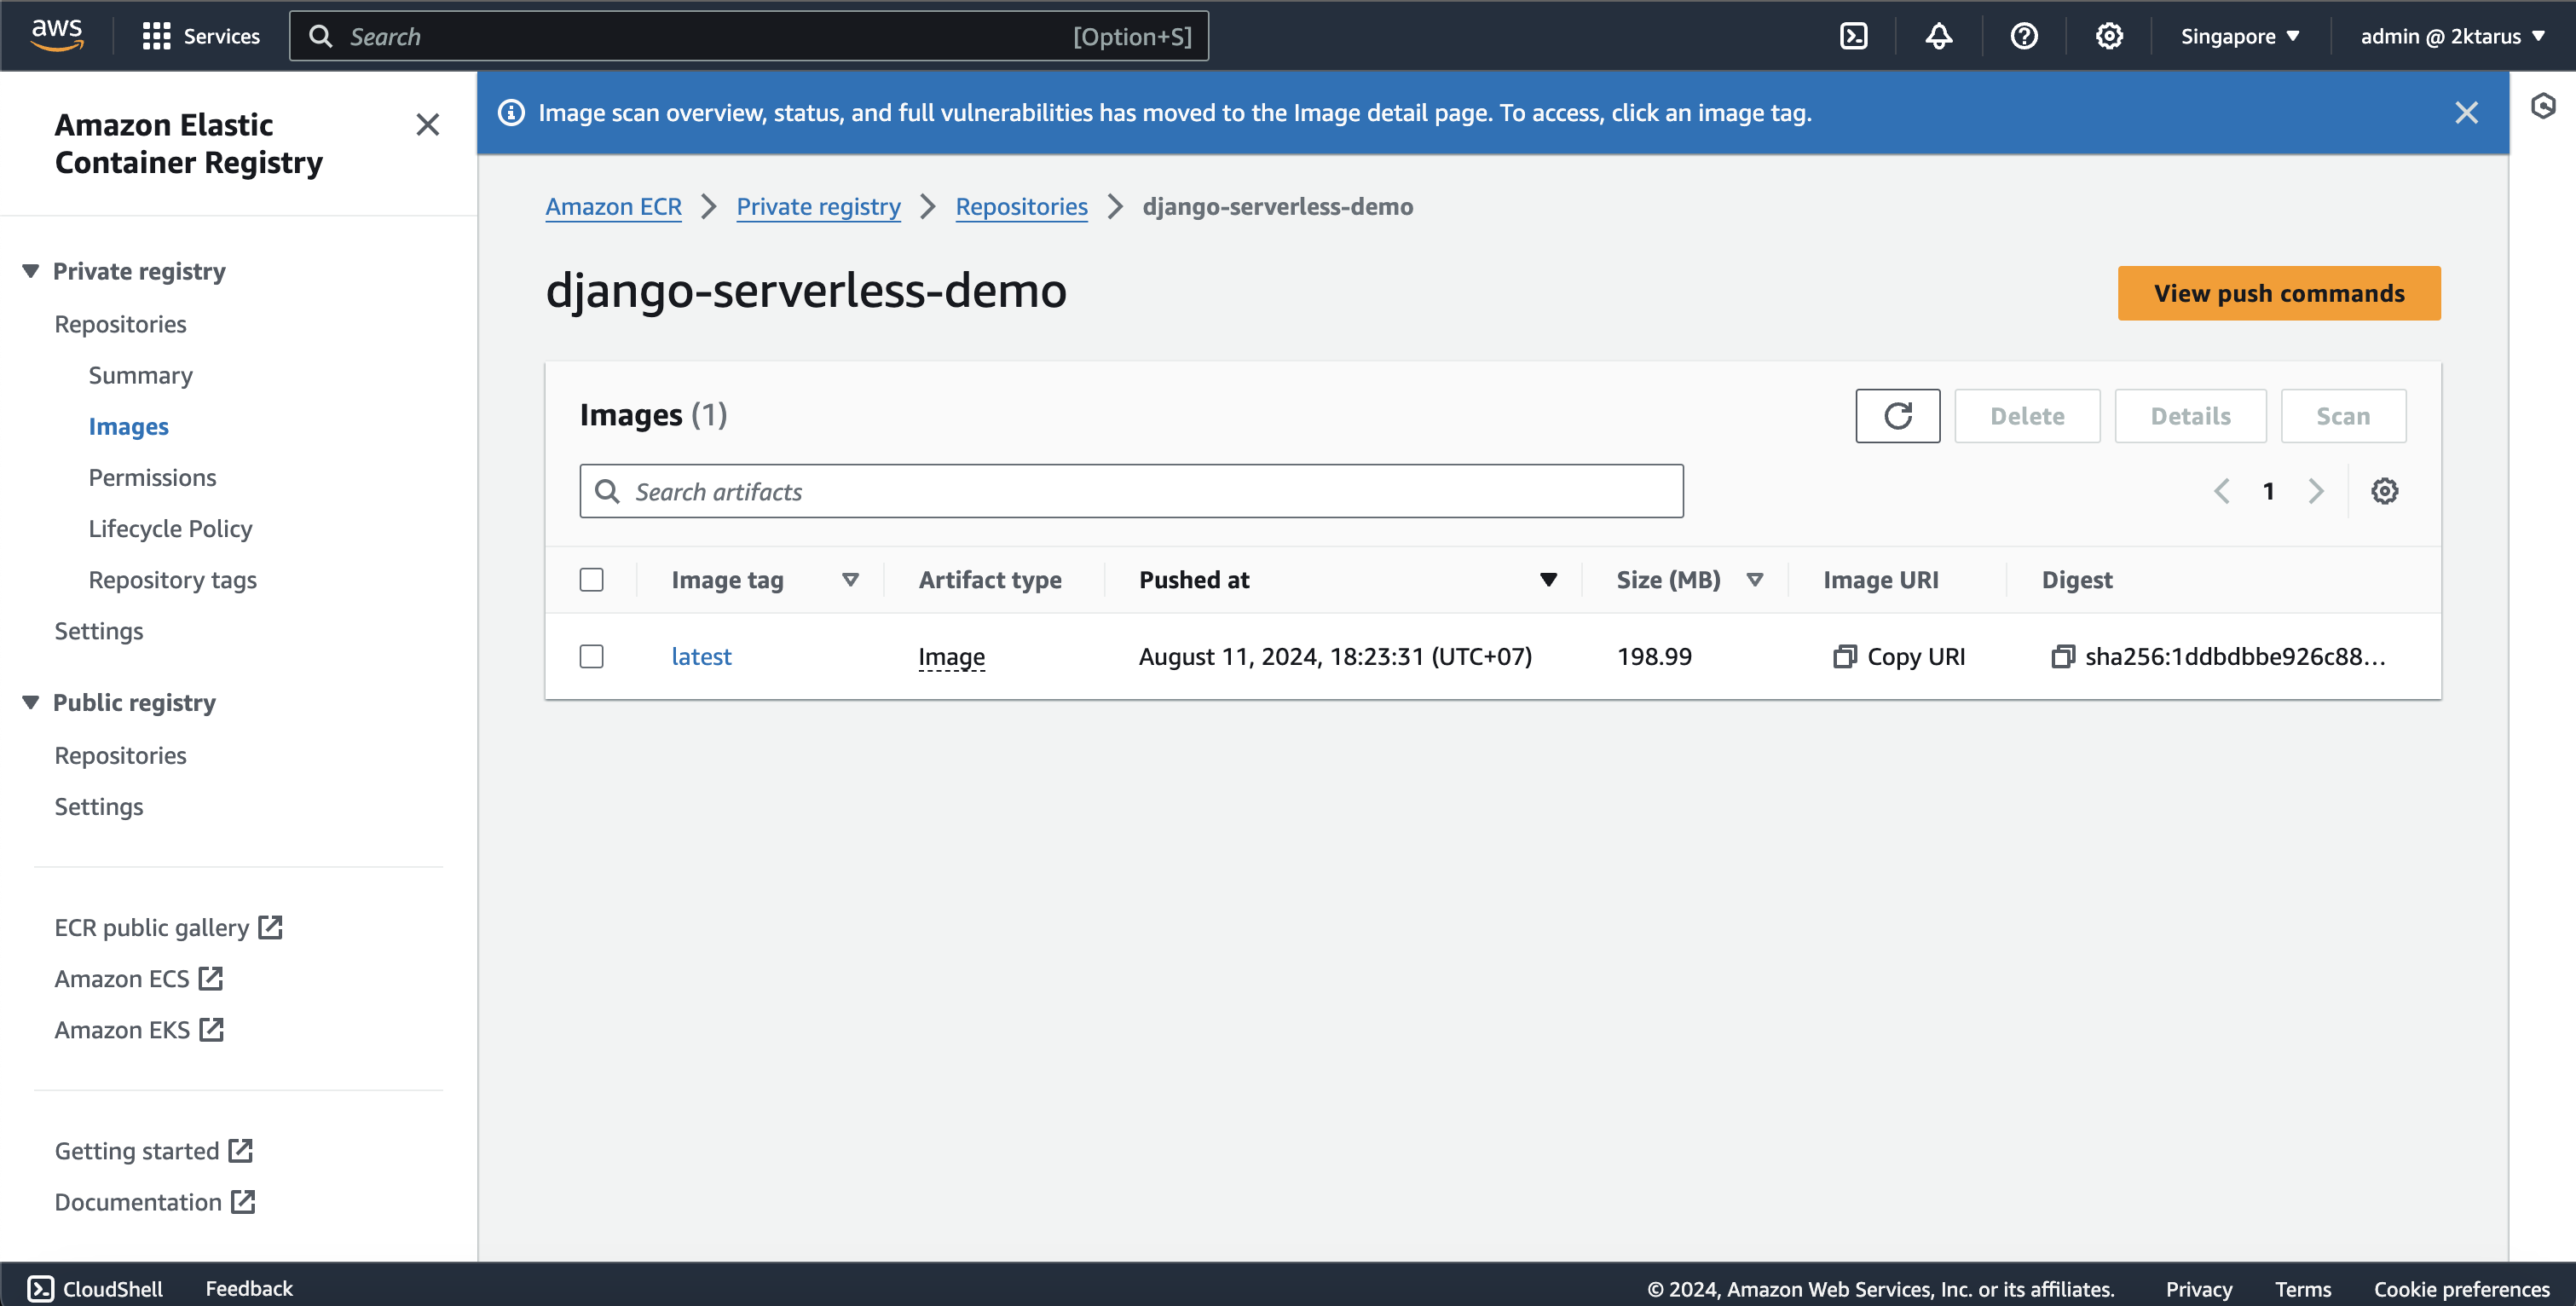 aws
Services
Search
[Option+S]
Singapore
admin @ 2ktarus
Amazon Elastic
Container Registry
Private registry
Repositories
Summary
Images
Permissions
Lifecycle Policy
Repository tags
Settings
Public registry
Repositories
Settings
ECR public gallery
Amazon ECS
Amazon EKS
Getting started
Documentation
Image scan overview, status, and full vulnerabilities has moved to the Image detail page. To access, click an image tag.
Amazon ECR
Private registry
Repositories
django-serverless-demo
django-serverless-demo
View push commands
Images (1)
Delete
Details
Scan
Search artifacts
1
Image tag
Artifact type
Pushed at
Size (MB)
Image URI
Digest
latest
Image
August 11, 2024, 18:23:31 (UTC+07)
198.99
Copy URI
sha256:1ddbdbbe926c88...
CloudShell
Feedback
© 2024, Amazon Web Services, Inc. or its affiliates.
Privacy
Terms
Cookie preferences